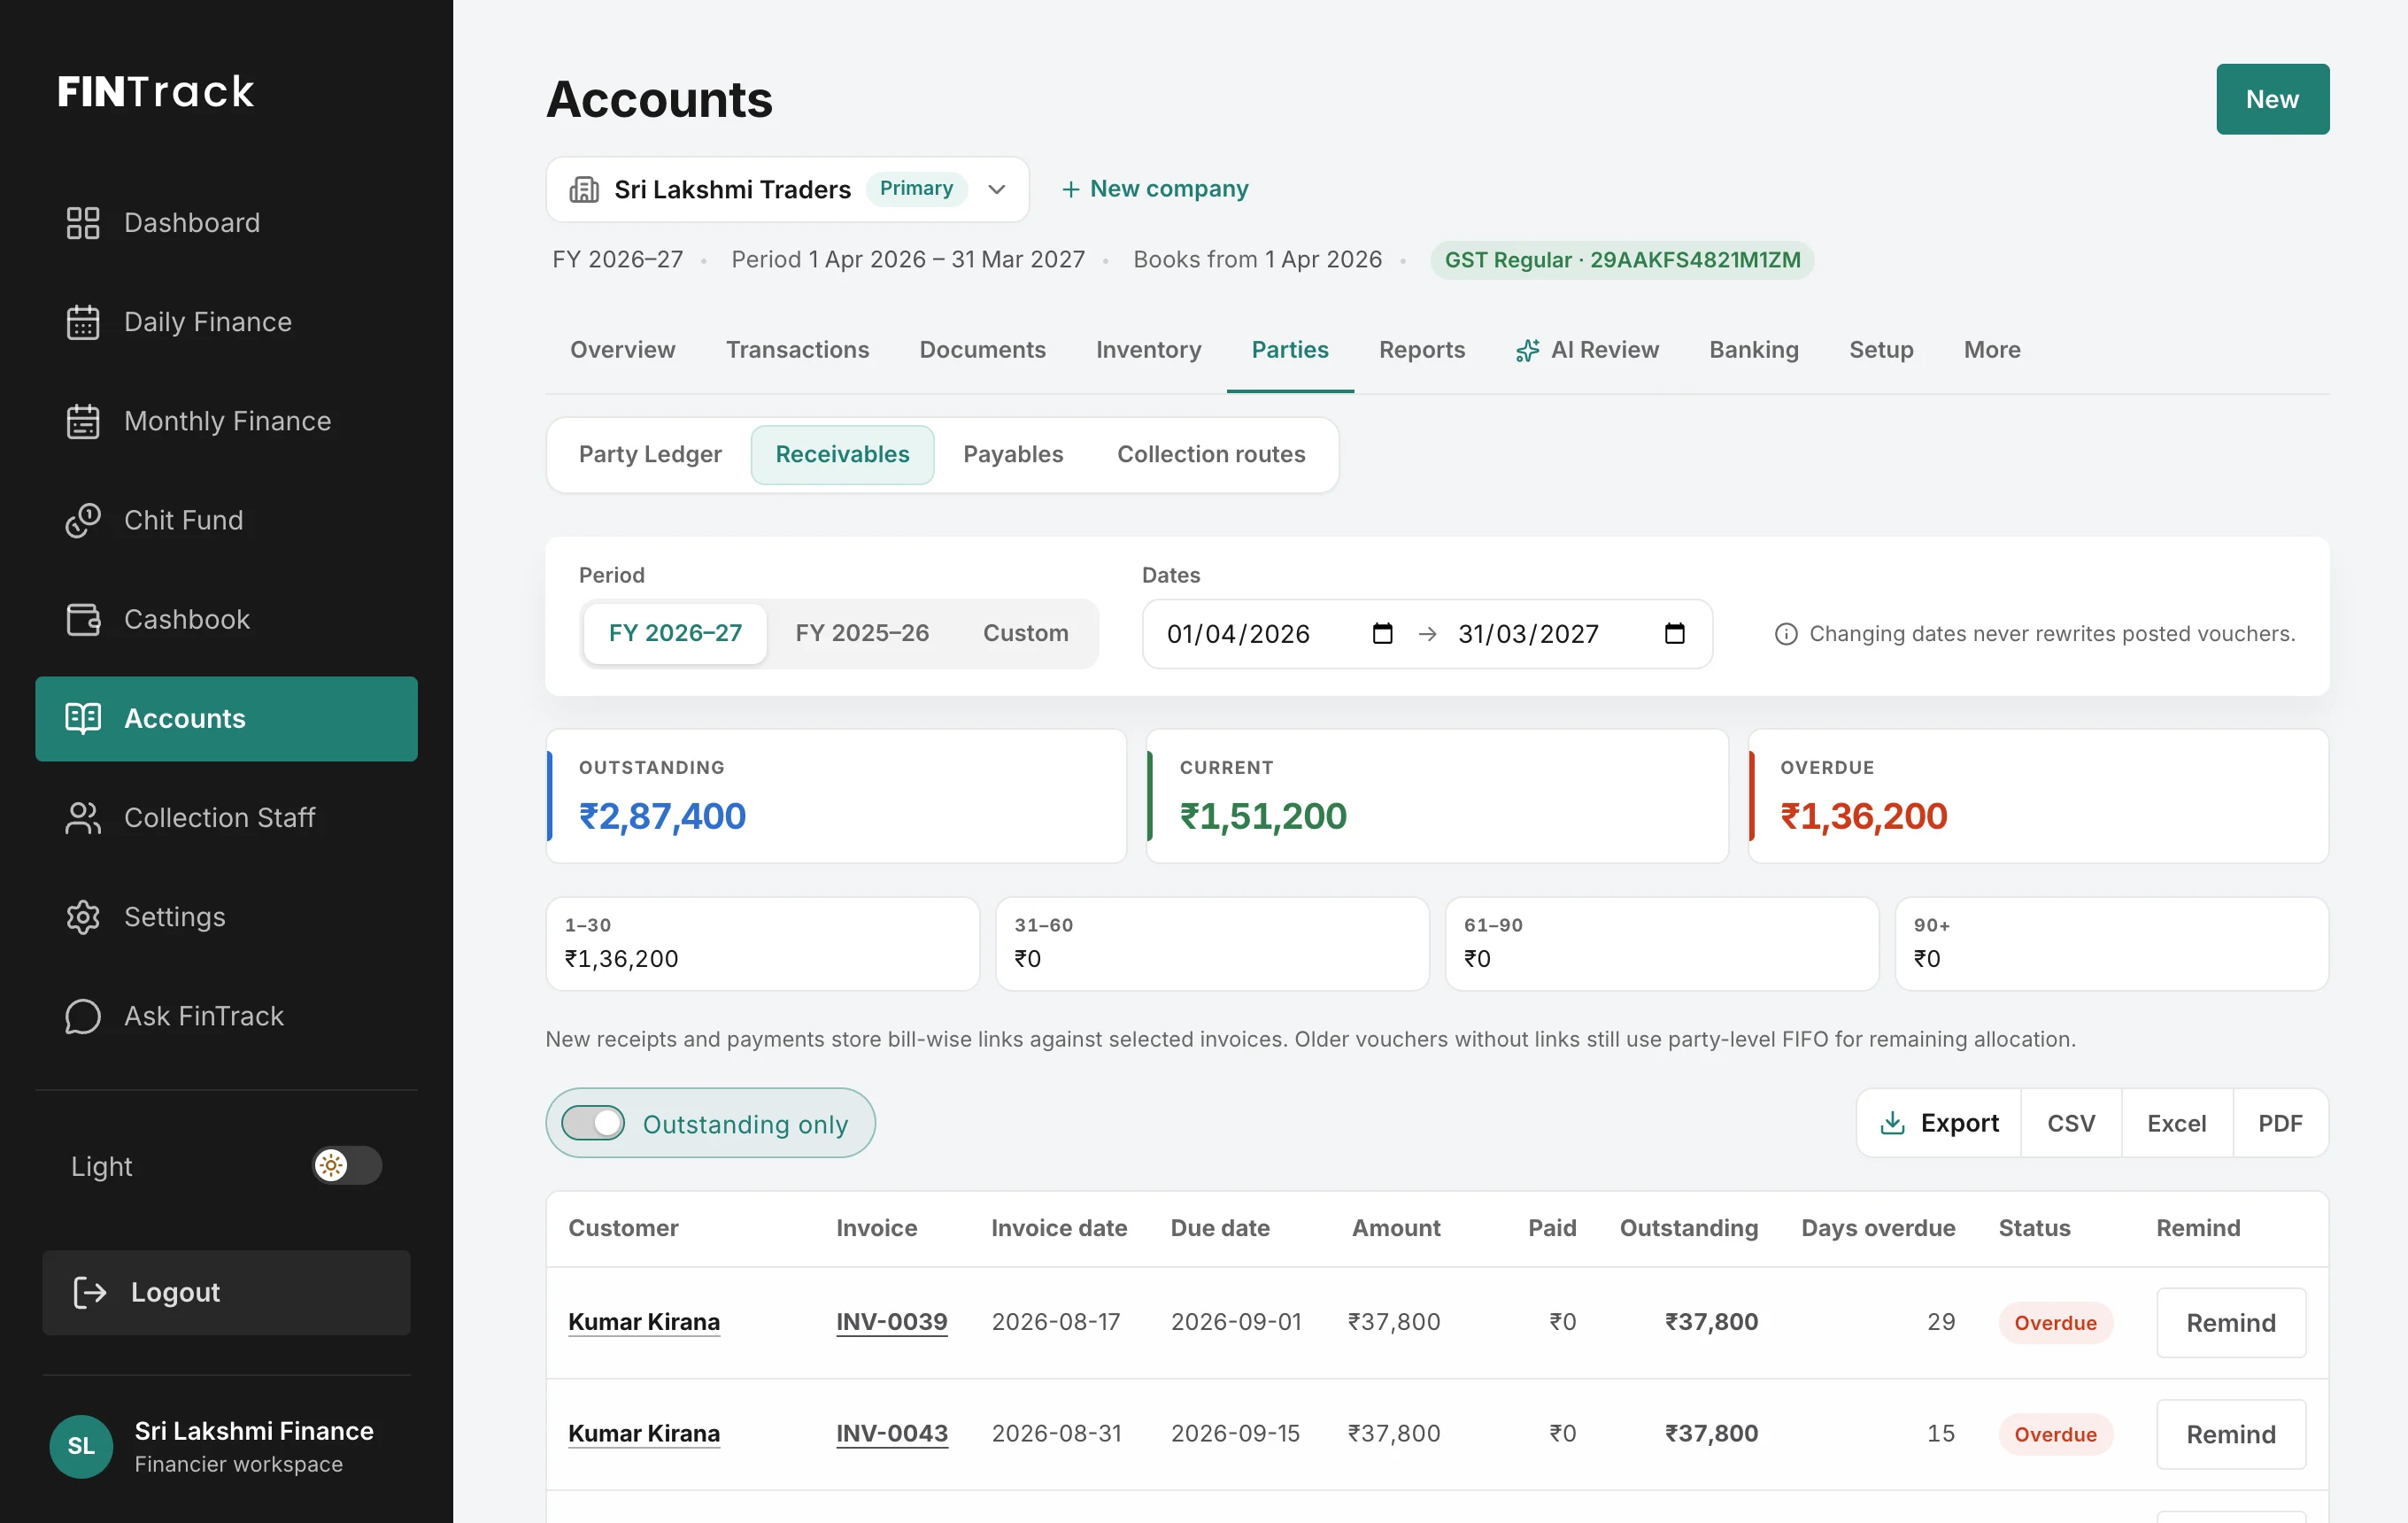 FINTrack
Dashboard
Daily Finance
Monthly Finance
Chit Fund
Cashbook
Accounts
Collection Staff
Settings
Ask FinTrack
Light
Logout
SL
Sri Lakshmi Finance
Financier workspace
Accounts
New
Sri Lakshmi Traders Primary
+ New company
FY 2026–27 • Period 1 Apr 2026 – 31 Mar 2027 • Books from 1 Apr 2026 • GST Regular · 29AAKFS4821M1ZM
Overview Transactions Documents Inventory Parties Reports AI Review Banking Setup More
Party Ledger Receivables Payables Collection routes
Period
FY 2026–27 FY 2025–26 Custom
Dates
01/04/2026 → 31/03/2027
Changing dates never rewrites posted vouchers.
OUTSTANDING
₹2,87,400
CURRENT
₹1,51,200
OVERDUE
₹1,36,200
1–30
₹1,36,200
31–60
₹0
61–90
₹0
90+
₹0
New receipts and payments store bill-wise links against selected invoices. Older vouchers without links still use party-level FIFO for remaining allocation.
Outstanding only
Export CSV Excel PDF
Customer Invoice Invoice date Due date Amount Paid Outstanding Days overdue Status Remind
Kumar Kirana INV-0039 2026-08-17 2026-09-01 ₹37,800 ₹0 ₹37,800 29 Overdue Remind
Kumar Kirana INV-0043 2026-08-31 2026-09-15 ₹37,800 ₹0 ₹37,800 15 Overdue Remind